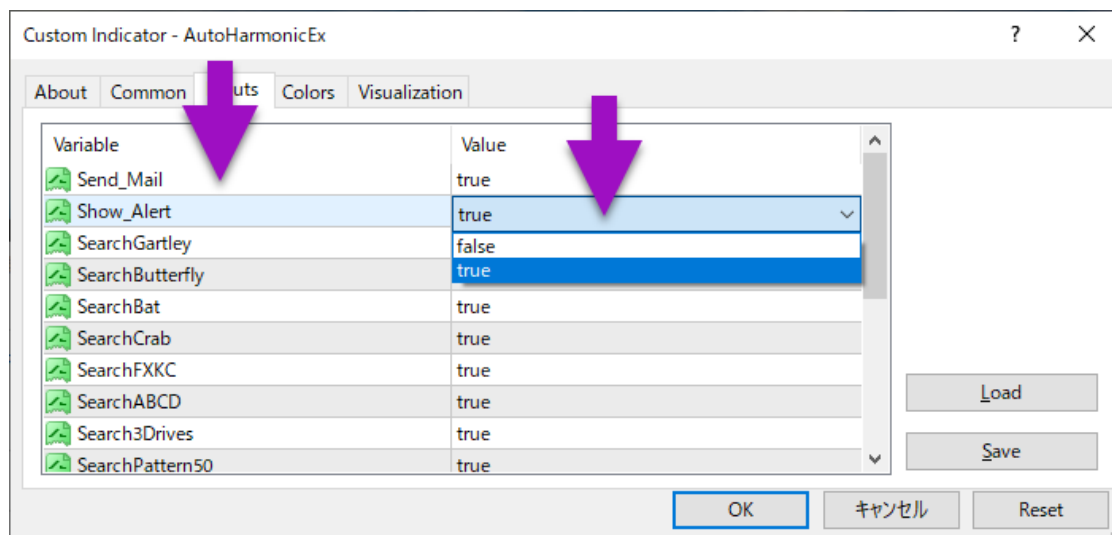 Custom Indicator - AutoHarmonicEx ?
About Common uts Colors Visualization
Variable Value
Send_Mail true
Show_Alert true
SearchGartley false
SearchButterfly true
SearchBat true
SearchCrab true
SearchFXKC true
SearchABCD true
Search3Drives true
SearchPattern50 true
Load
Save
OK キャンセル Reset